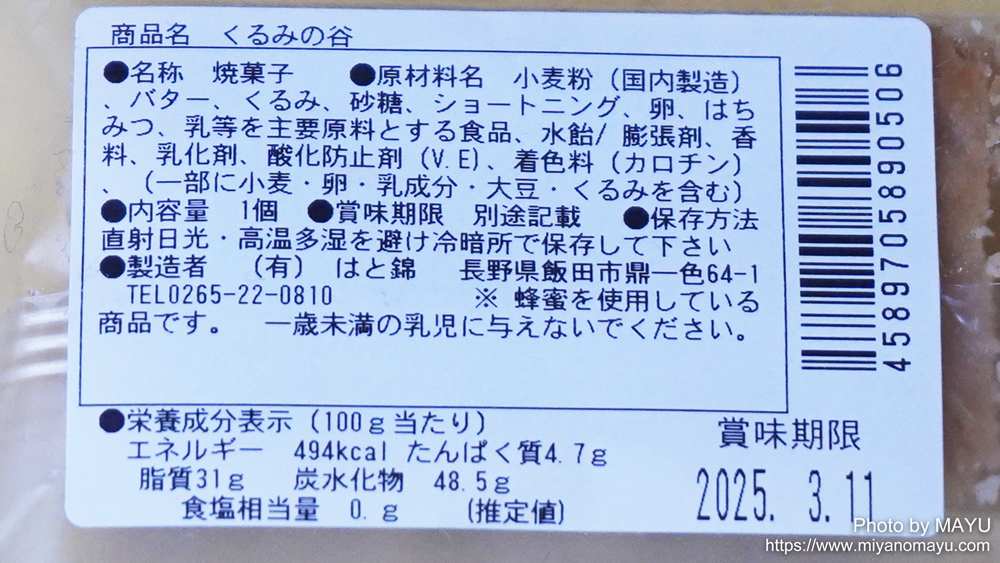 商品名　くるみの谷
●名称　焼菓子　　●原材料名　小麦粉（国内製造）
、バター、くるみ、砂糖、ショートニング、卵、はち
みつ、乳等を主要原料とする食品、水飴/ 膨張剤、香
料、乳化剤、酸化防止剤（V.E）、着色料（カロチン）
、（一部に小麦・卵・乳成分・大豆・くるみを含む）
●内容量　1個　●賞味期限　別途記載　●保存方法
直射日光・高温多湿を避け冷暗所で保存して下さい
●製造者　（有）　はと錦　　長野県飯田市鼎一色64-1
TEL0265-22-0810　　　　　※ 蜂蜜を使用している
商品です。　一歳未満の乳児に与えないでください。
4589705890506
●栄養成分表示（100ｇ当たり）
エネルギー　494kcal たんぱく質4.7ｇ
脂質31ｇ　　炭水化物　48.5ｇ
食塩相当量　0.ｇ　　（推定値）
賞味期限
2025. 3.11
Photo by MAYU
https://www.miyanomayu.com/